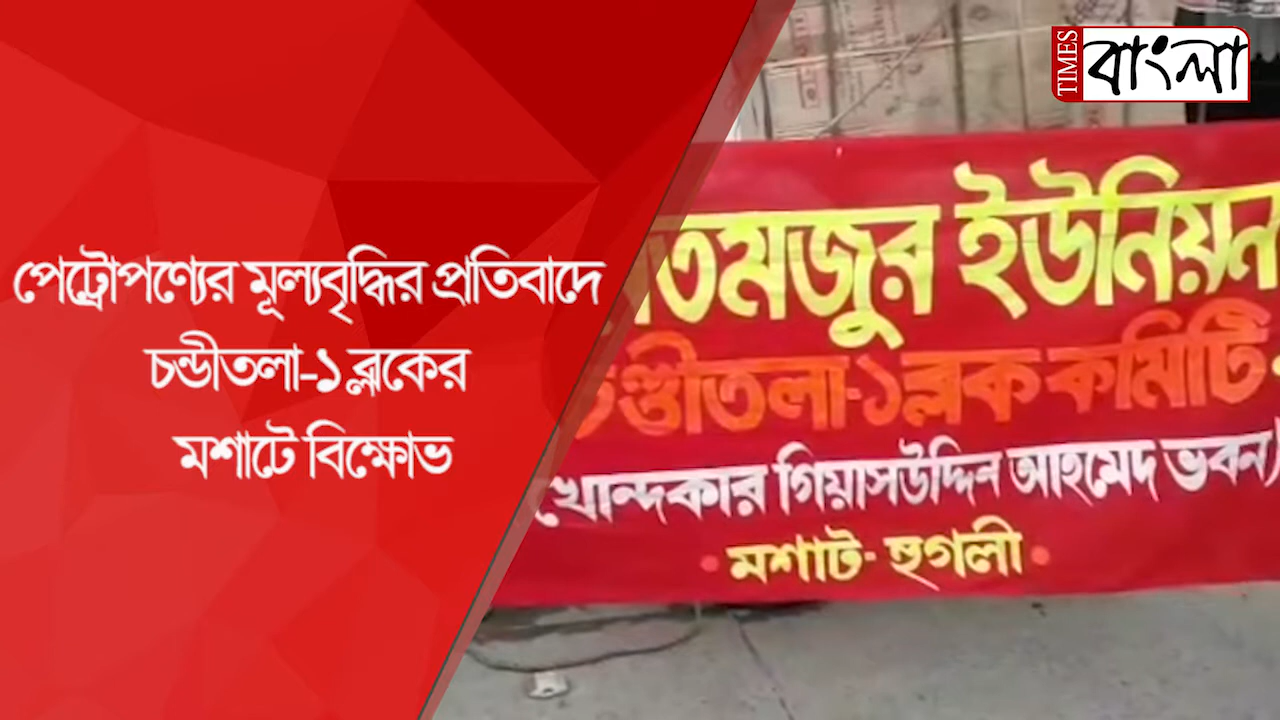 TIMES বাংলা
পেট্রোপণ্যের মূল্যবৃদ্ধির প্রতিবাদে
চন্ডীতলা-১ ব্লকের
মশাটে বিক্ষোভ
ইউনিয়ন
চণ্ডীতলা-১ ব্লক কমিটি
খোন্দকার গিয়াসউদ্দিন আহমেদ ভবন)
• মশাট- হুগলী •